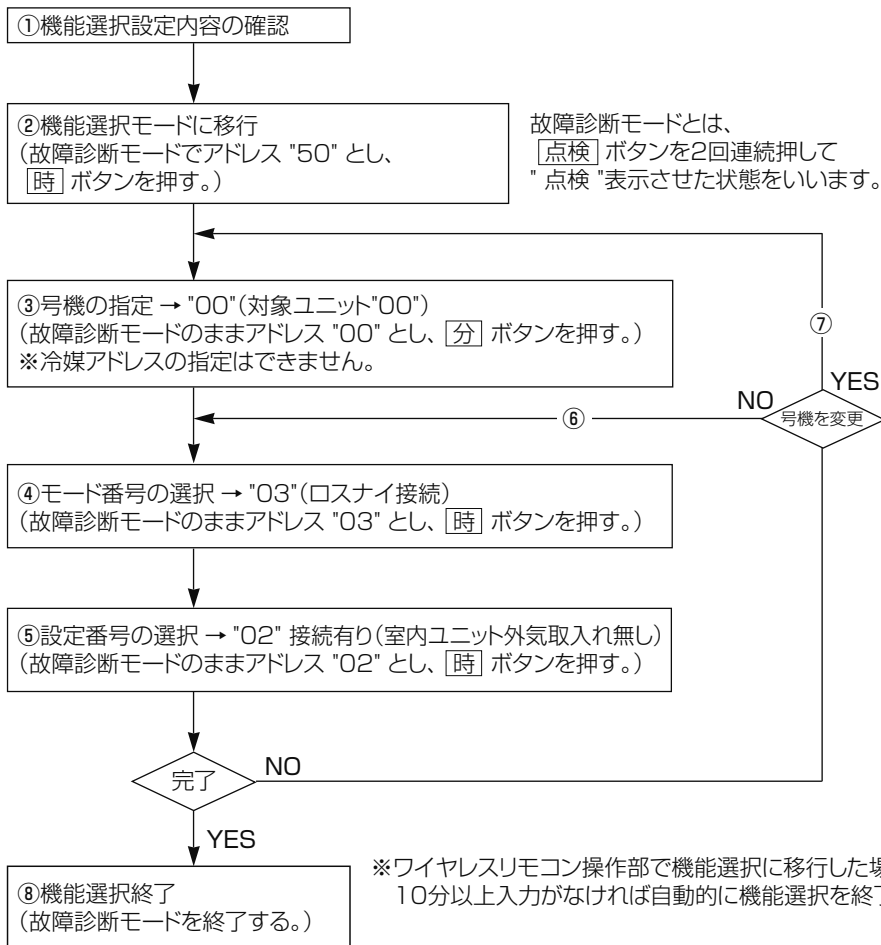 ①機能選択設定内容の確認
②機能選択モードに移行
（故障診断モードでアドレス "50" とし、
時 ボタンを押す。）
故障診断モードとは、
点検 ボタンを2回連続押して
" 点検 "表示させた状態をいいます。
③号機の指定 → "00"（対象ユニット"00"）
（故障診断モードのままアドレス "00" とし、 分 ボタンを押す。）
※冷媒アドレスの指定はできません。
⑦
YES
NO
号機を変更
⑥
④モード番号の選択 → "03"（ロスナイ接続）
（故障診断モードのままアドレス "03" とし、 時 ボタンを押す。）
⑤設定番号の選択 → "02" 接続有り（室内ユニット外気取入れ無し）
（故障診断モードのままアドレス "02" とし、 時 ボタンを押す。）
完了
NO
YES
⑧機能選択終了
（故障診断モードを終了する。）
※ワイヤレスリモコン操作部で機能選択に移行した場
10分以上入力がなければ自動的に機能選択を終了